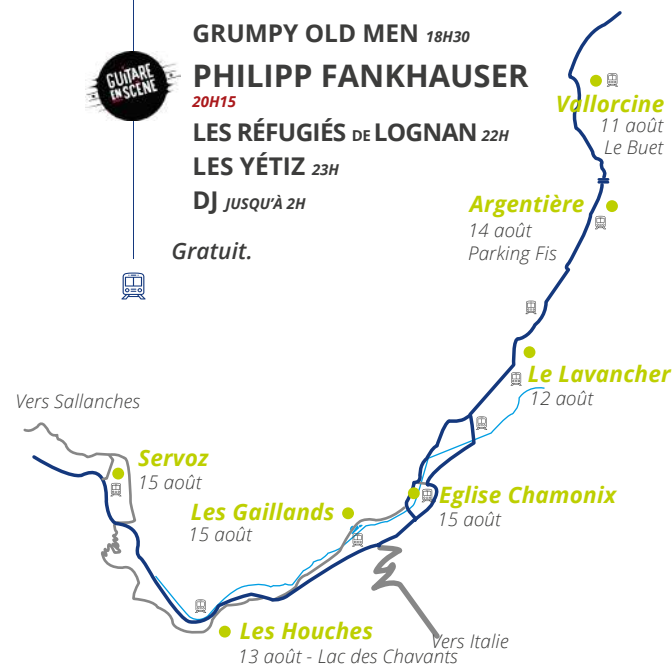 GRUMPY OLD MEN 18H30
GUITARE
EN SCÈNE
PHILIPP FANKHAUSER
20H15
LES RÉFUGIÉS DE LOGNAN 22H
LES YÉTIZ 23H
DJ JUSQU'À 2H
Gratuit.
Vallorcine
11 août
Le Buet
Argentière
14 août
Parking Fis
Le Lavancher
12 août
Vers Sallanches
Servoz
15 août
Eglise Chamonix
15 août
Les Gaillands
15 août
Les Houches
13 août - Lac des Chavants
Vers Italie